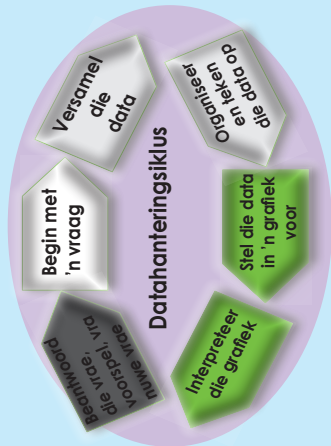 Datahanteringsiklus
Begin met
'n vraag
Versamel
die
data
Organiseer
en teken
die data op
Stel die data
in 'n grafiek
voor
Interpreteer
die grafiek
Beantwoord
die vrae,
voorspel, vra
nuwe vrae